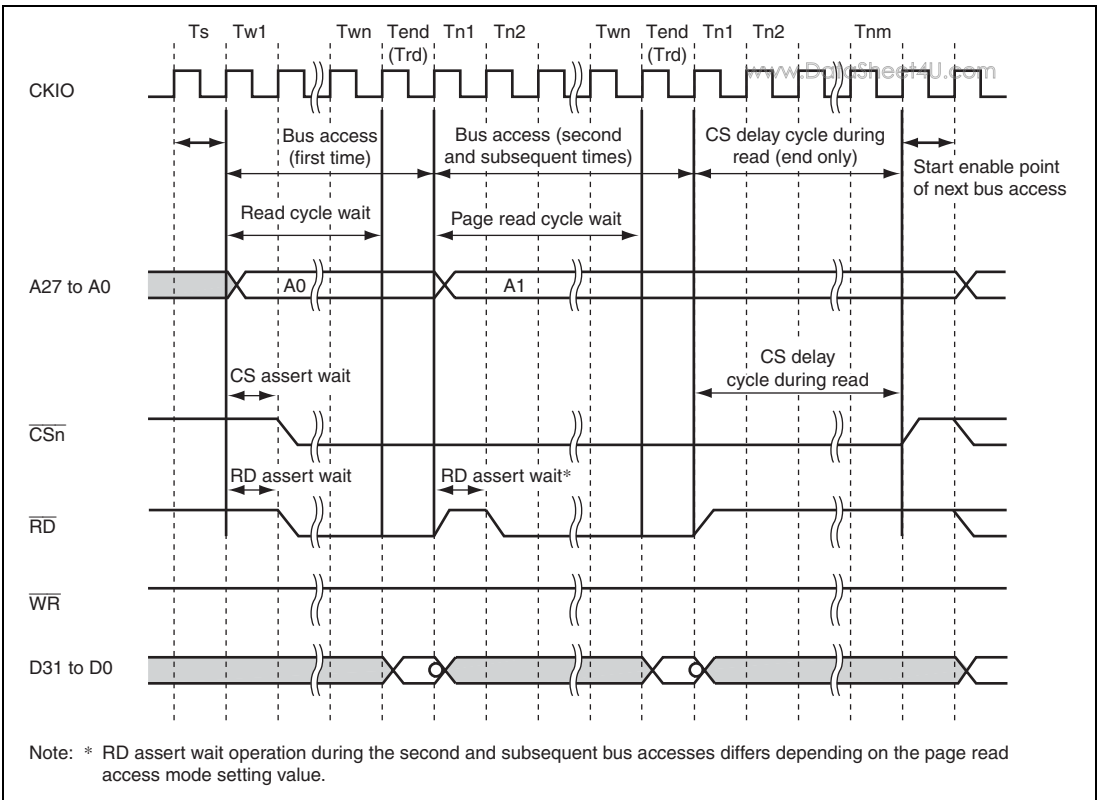 Ts Tw1 Twn Tend Tn1 Tn2 Twn Tend Tn1 Tn2 Tnm
(Trd) (Trd)
www.DataSheet4U.com
CKIO
Bus access
(first time)
Bus access (second
and subsequent times)
CS delay cycle during
read (end only)
Start enable point
of next bus access
Read cycle wait
Page read cycle wait
A27 to A0
A0
A1
CS assert wait
CS delay
cycle during read
CSn
RD assert wait
RD assert wait*
RD
WR
D31 to D0
Note: * RD assert wait operation during the second and subsequent bus accesses differs depending on the page read
access mode setting value.